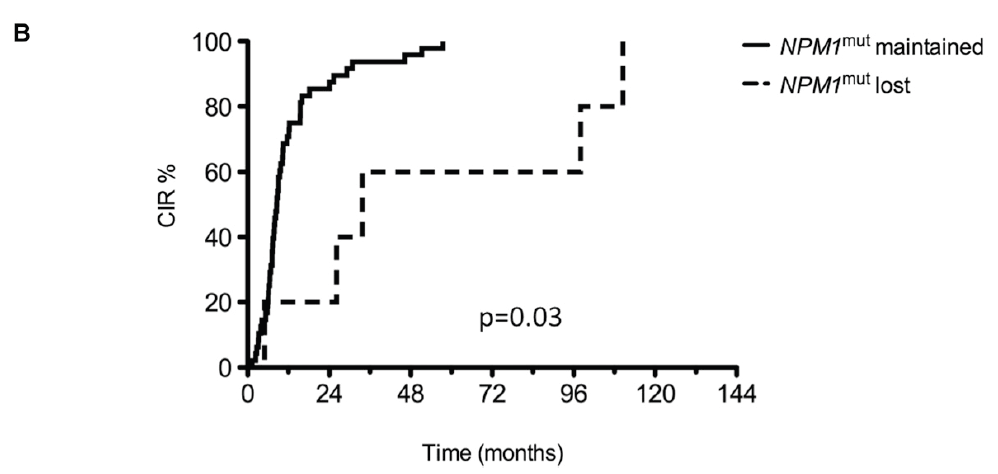 B
100
80
60
40
20
0
CIR %
NPM1mut maintained
NPM1mut lost
p=0.03
0 24 48 72 96 120 144
Time (months)